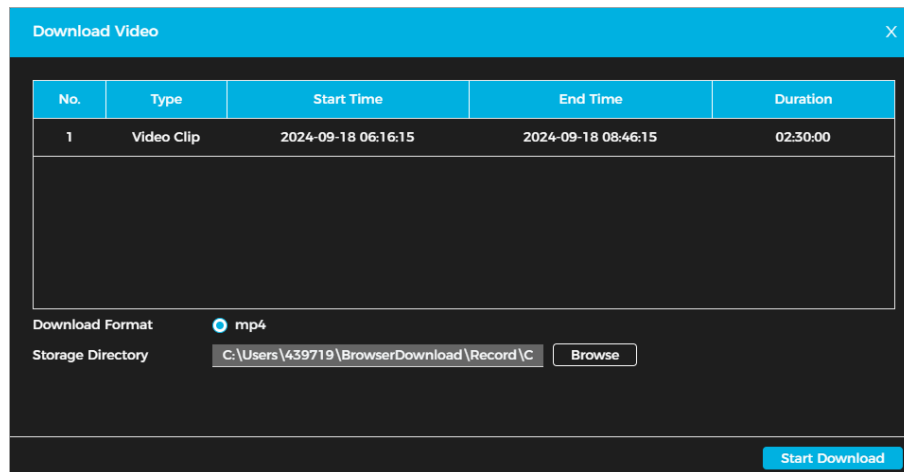 Download Video X
No. Type Start Time End Time Duration
1 Video Clip 2024-09-18 06:16:15 2024-09-18 08:46:15 02:30:00
Download Format mp4
Storage Directory C:\Users\439719\BrowserDownload\Record\C Browse
Start Download